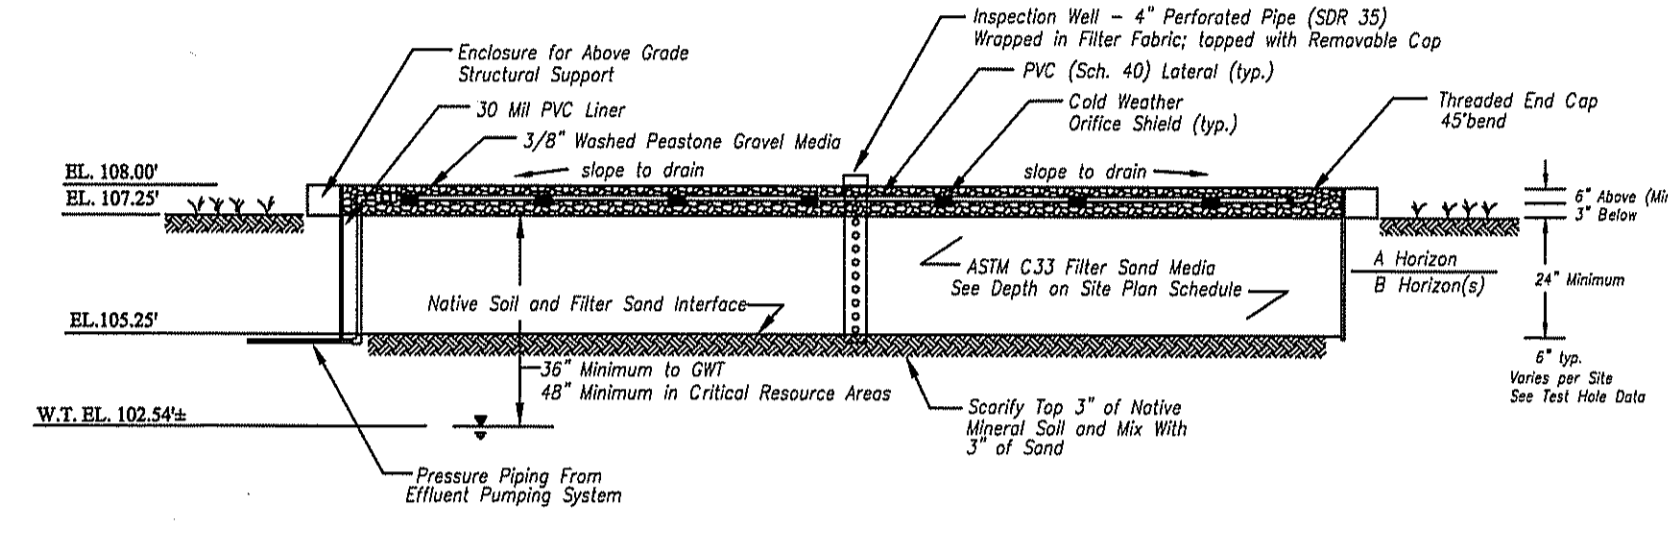 Inspection Well - 4" Perforated Pipe (SDR 35)
Wrapped in Filter Fabric; topped with Removable Cap
Enclosure for Above Grade
Structural Support
PVC (Sch. 40) Lateral (typ.)
30 Mil PVC Liner
Cold Weather
Orifice Shield (typ.)
Threaded End Cap
45°bend
3/8" Washed Peastone Gravel Media
EL. 108.00'
slope to drain
slope to drain
EL. 107.25'
6" Above
3" Below
A Horizon
B Horizon(s)
ASTM C33 Filter Sand Media
See Depth on Site Plan Schedule
24" Minimum
Native Soil and Filter Sand Interface
EL.105.25'
6" typ.
Varies per Site
See Test Hole Data
36" Minimum to GWT
48" Minimum in Critical Resource Areas
W.T. EL. 102.54'±
Scarify Top 3" of Native
Mineral Soil and Mix With
3" of Sand
Pressure Piping From
Effluent Pumping System